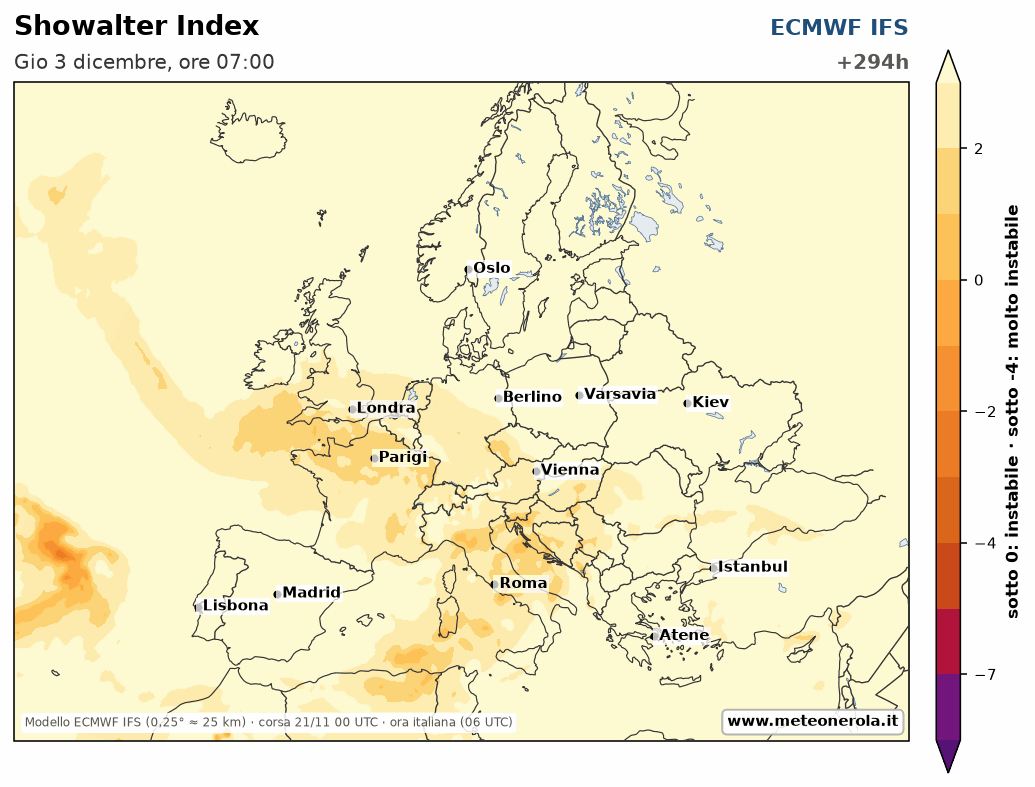 Showalter Index
ECMWF IFS
Gio 3 dicembre, ore 07:00
+294h
Oslo
Londra
Berlino
Varsavia
Kiev
Parigi
Vienna
Istanbul
Roma
Madrid
Lisbona
Atene
2
0
−2
−4
−7
sotto 0: instabile · sotto -4: molto instabile
Modello ECMWF IFS (0,25° ≈ 25 km) · corsa 21/11 00 UTC · ora italiana (06 UTC)
www.meteonerola.it